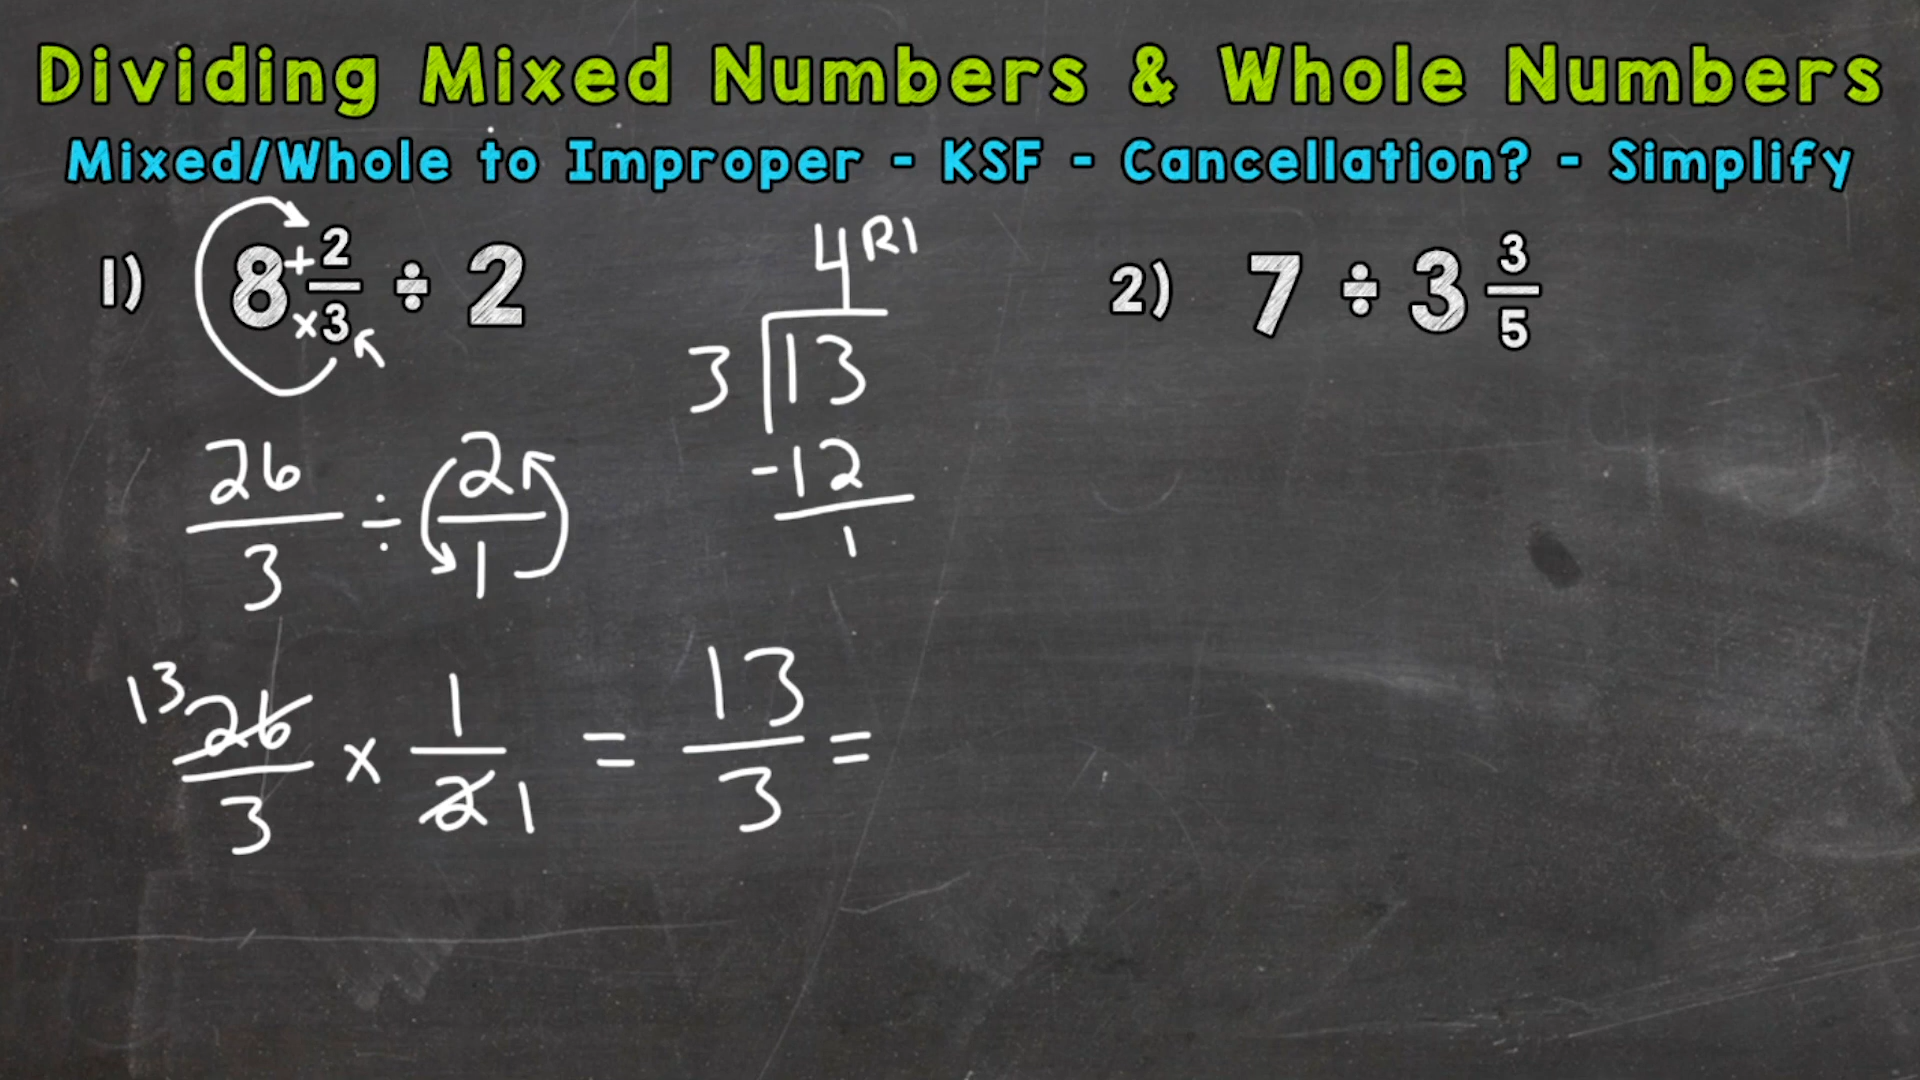 Dividing Mixed Numbers & Whole Numbers
Mixed/Whole to Improper - KSF - Cancellation? - Simplify
1) 8 + 2/×3 ÷ 2
4 R1
3 13
-12
1
26/3 ÷ 2/1
13 26/3 x 1/2 1 = 13/3 =
2) 7 ÷ 3 3/5